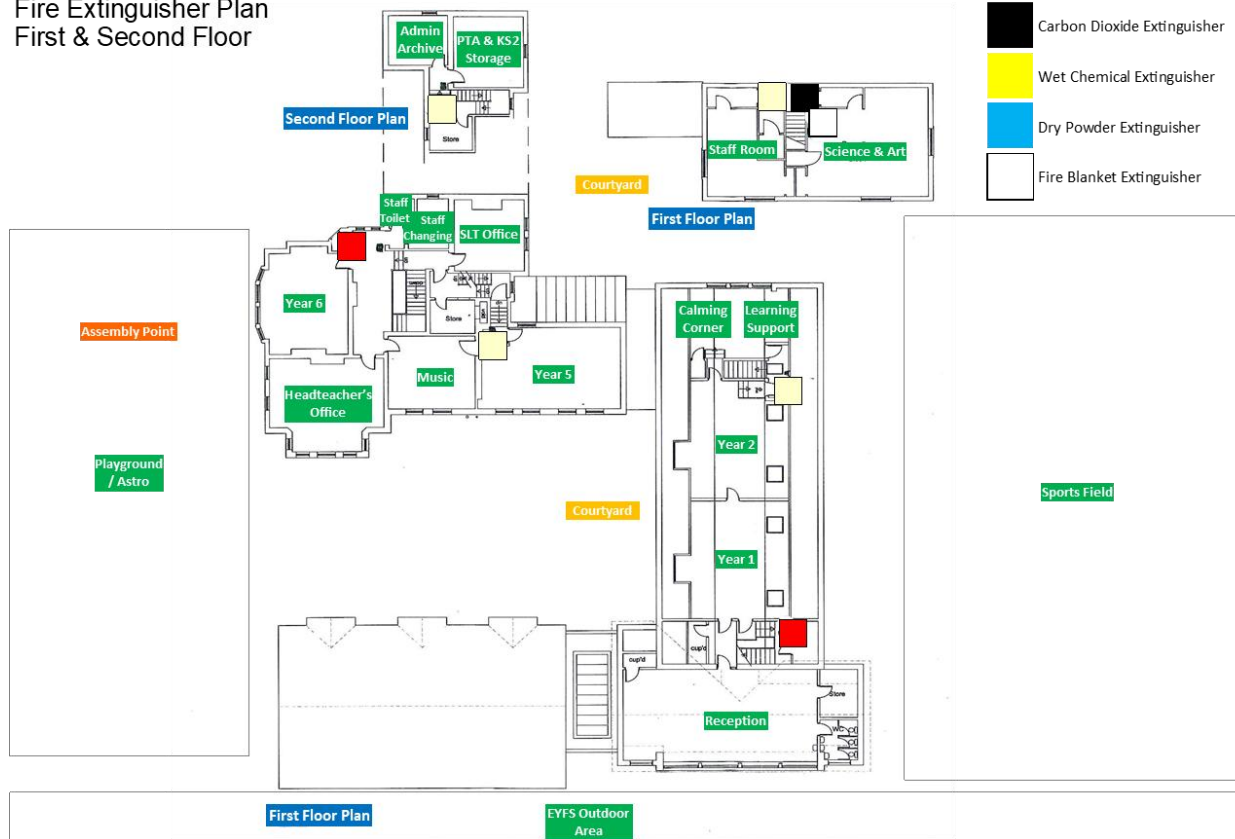 Fire Extinguisher Plan
First & Second Floor
Carbon Dioxide Extinguisher
Wet Chemical Extinguisher
Dry Powder Extinguisher
Fire Blanket Extinguisher
Admin
Archive
PTA & KS2
Storage
Second Floor Plan
Store
Staff Room
Science & Art
Courtyard
First Floor Plan
Staff
Toilet
Staff
Changing
SLT Office
Year 6
Assembly Point
Store
Music
Year 5
Headteacher's
Office
Calming
Corner
Learning
Support
Year 2
Playground
/ Astro
Courtyard
Sports Field
Year 1
cup'd
cup'd
Reception
Store
WC
First Floor Plan
EYFS Outdoor
Area